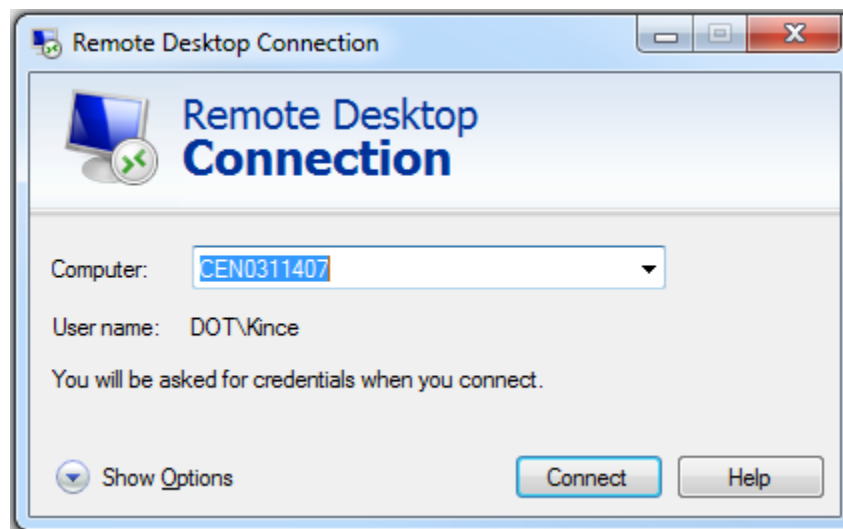 Remote Desktop Connection
Remote Desktop
Connection
Computer: CEN0311407
User name: DOT\Kince
You will be asked for credentials when you connect.
Show Options Connect Help